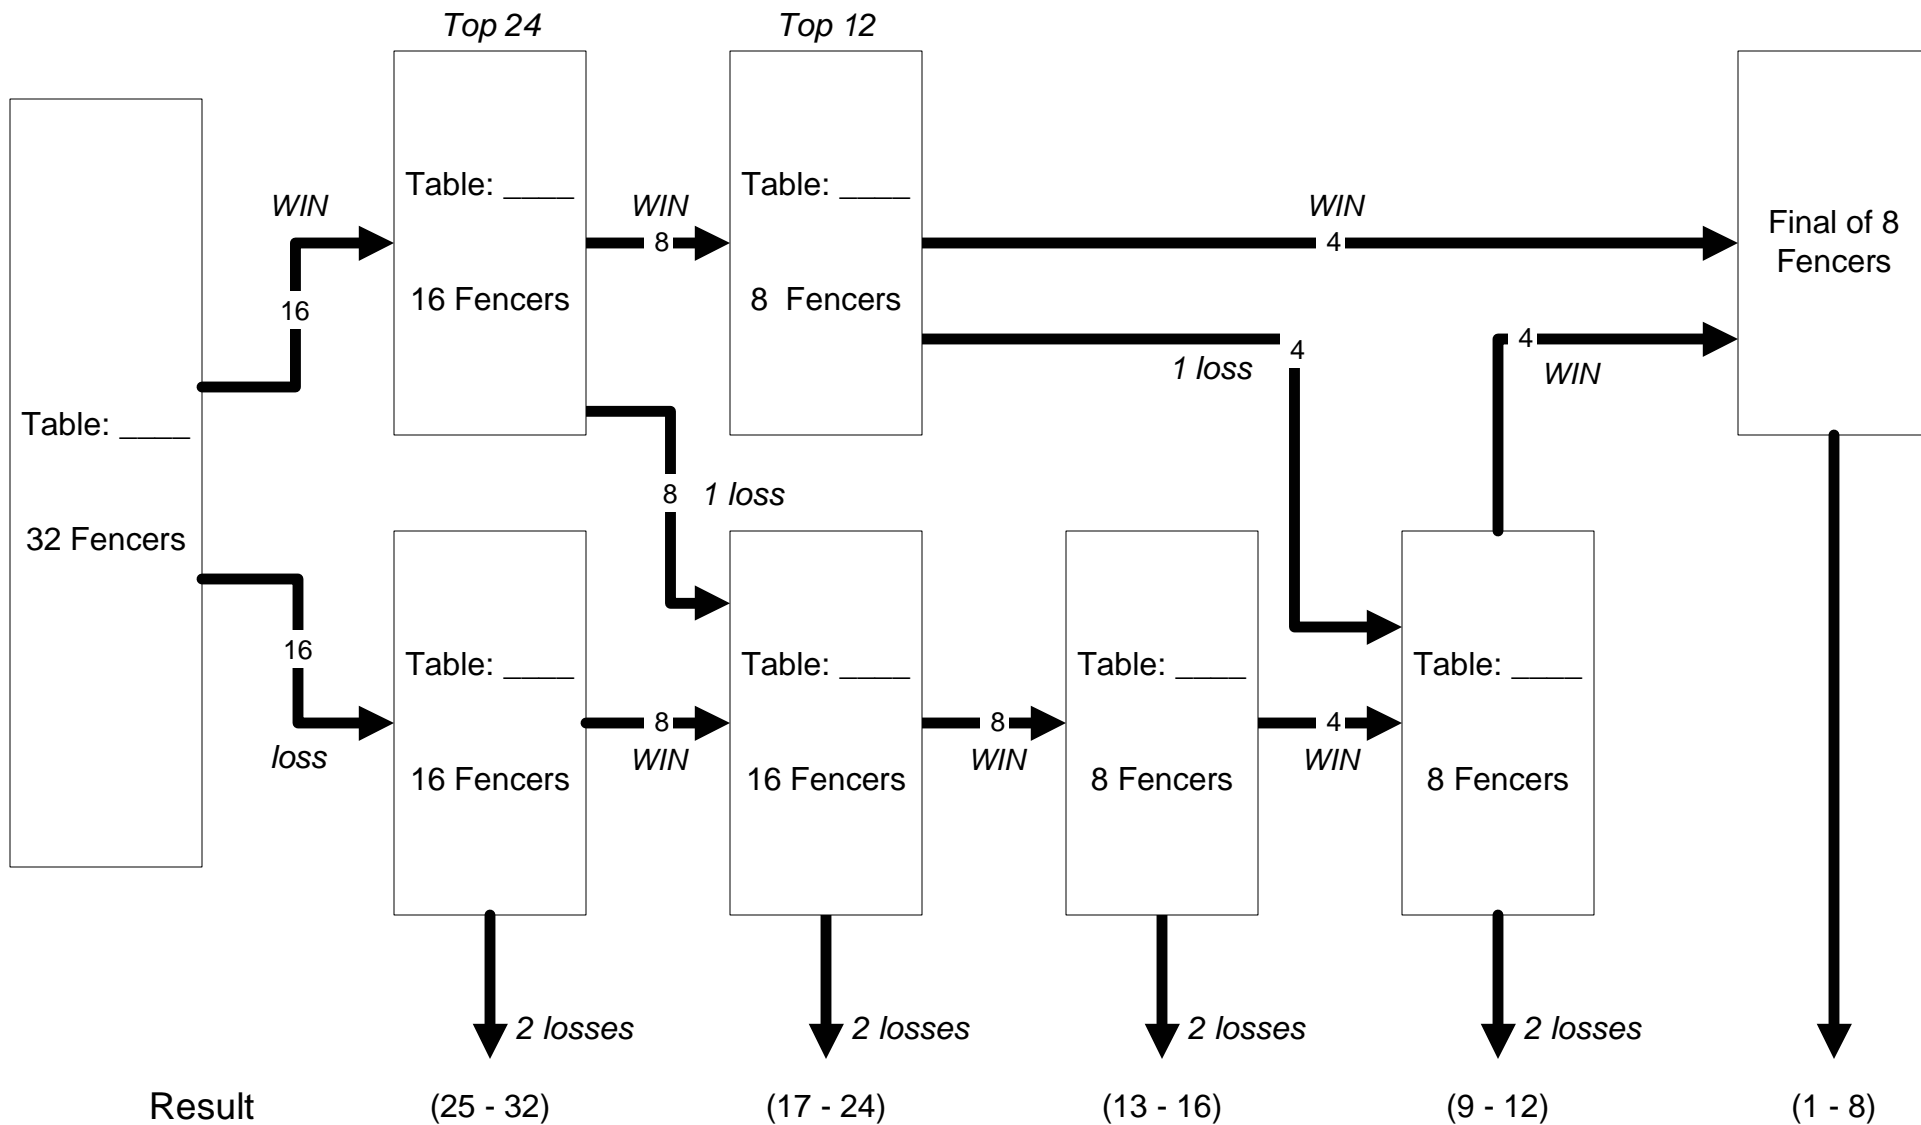 Top 24
Top 12
Table: ____
32 Fencers
WIN
16
16
loss
Table: ____
16 Fencers
WIN
8
Table: ____
8  Fencers
WIN
4
1 loss
4
4
WIN
Final of 8
Fencers
8
1 loss
Table: ____
16 Fencers
8
WIN
Table: ____
16 Fencers
8
WIN
Table: ____
8 Fencers
4
WIN
Table: ____
8 Fencers
2 losses
2 losses
2 losses
2 losses
Result
(25 - 32)
(17 - 24)
(13 - 16)
(9 - 12)
(1 - 8)